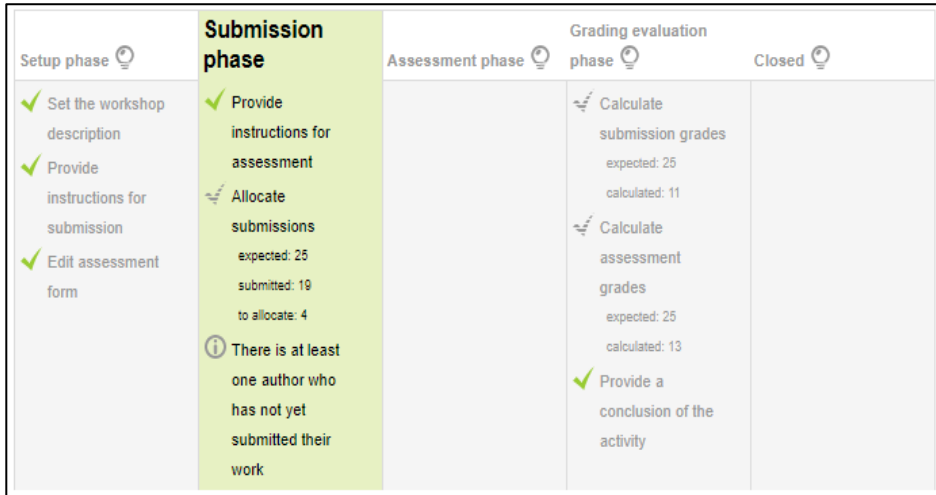 Setup phase
Submission
phase
Assessment phase
Grading evaluation
phase
Closed
Set the workshop
description
Provide
instructions for
submission
Edit assessment
form
Provide
instructions for
assessment
Allocate
submissions
expected: 25
submitted: 19
to allocate: 4
There is at least
one author who
has not yet
submitted their
work
Calculate
submission grades
expected: 25
calculated: 11
Calculate
assessment
grades
expected: 25
calculated: 13
Provide a
conclusion of the
activity